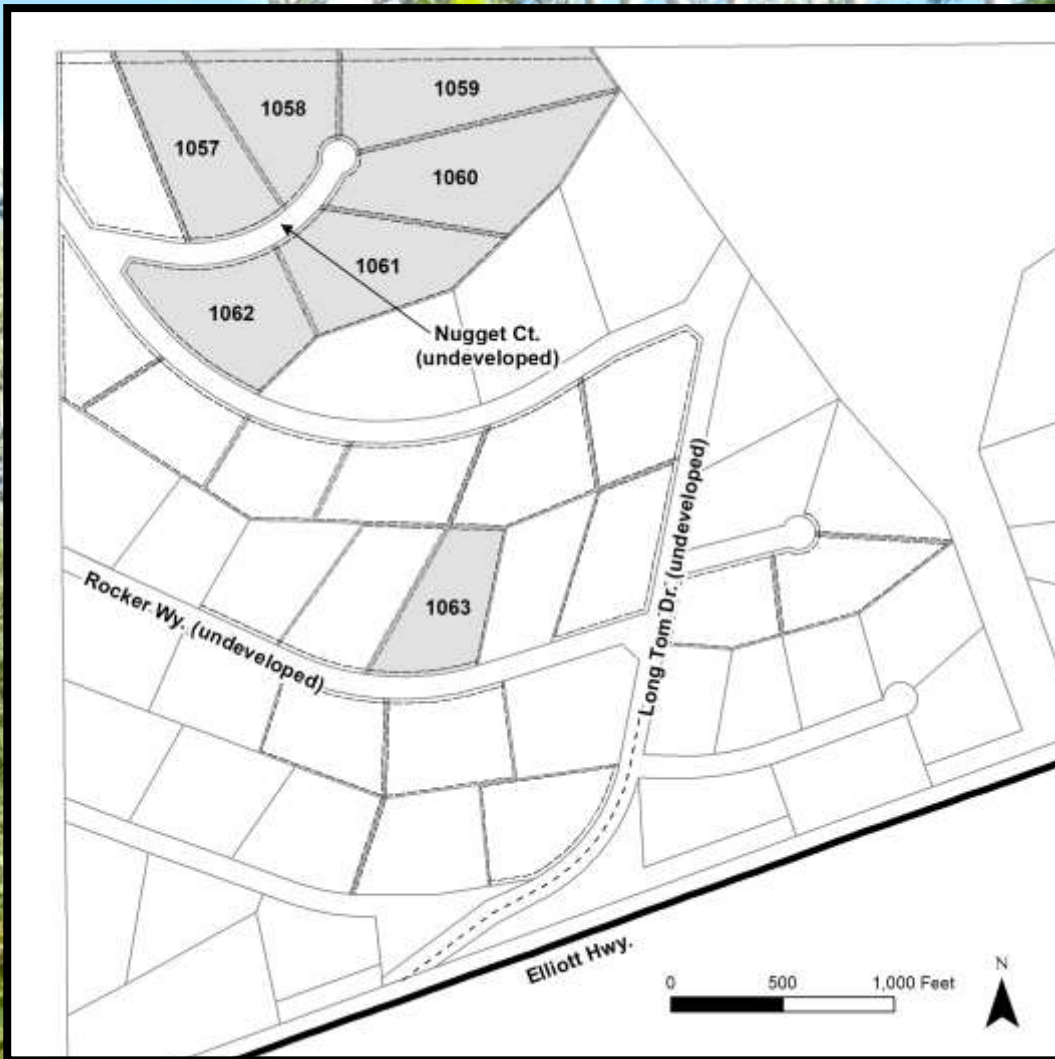 1059
1058
1057
1060
1061
1062
Nugget Ct.
(undeveloped)
Long Tom Dr. (undeveloped)
Rocker Wy. (undeveloped)
1063
Elliott Hwy.
0 500 1,000 Feet
N